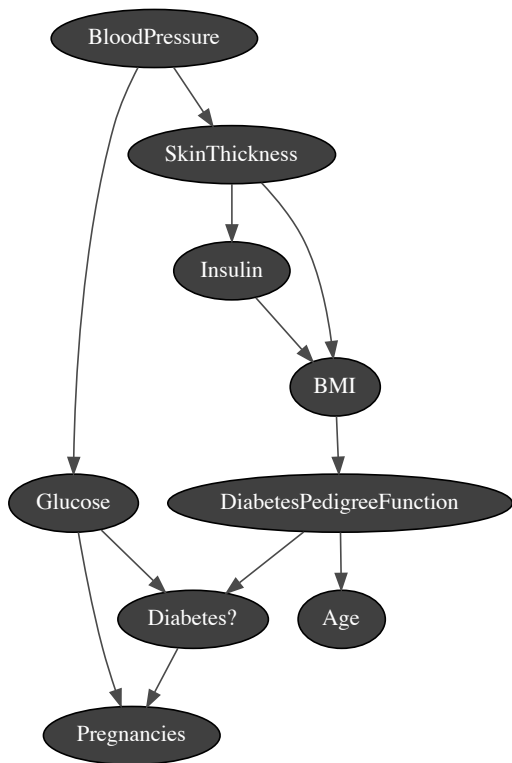 BloodPressure
SkinThickness
Insulin
BMI
Glucose
DiabetesPedigreeFunction
Diabetes?
Age
Pregnancies